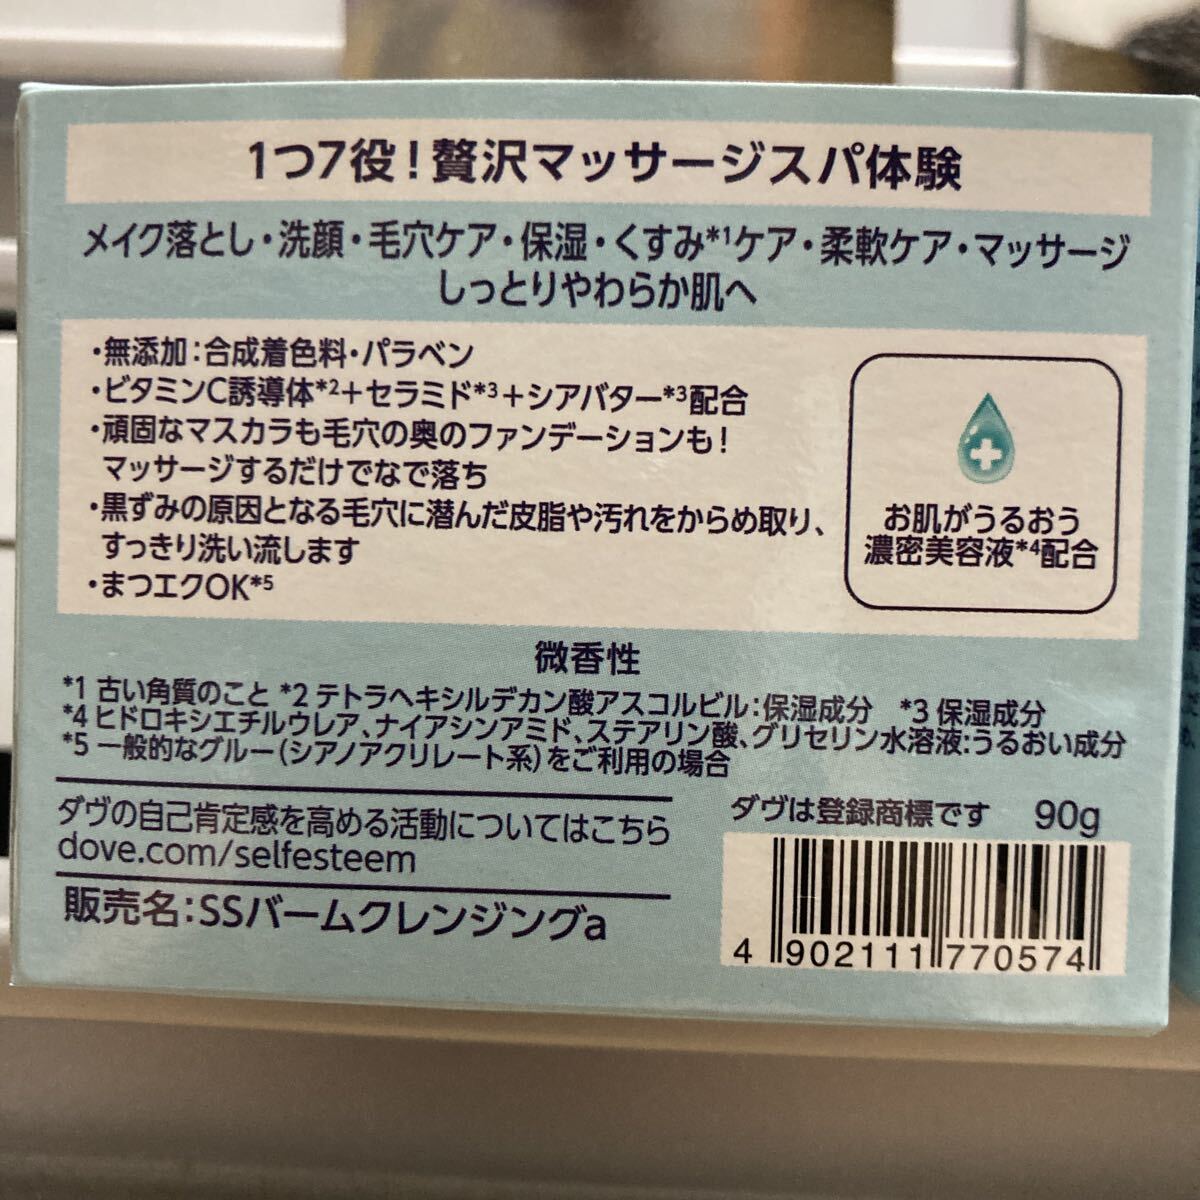 1つ7役！贅沢マッサージスパ体験
メイク落とし・洗顔・毛穴ケア・保湿・くすみ*1ケア・柔軟ケア・マッサージ
しっとりやわらか肌へ
・無添加：合成着色料・パラベン
・ビタミンC誘導体*2＋セラミド*3＋シアバター*3配合
・頑固なマスカラも毛穴の奥のファンデーションも！
マッサージするだけでなで落ち
・黒ずみの原因となる毛穴に潜んだ皮脂や汚れをからめ取り、
すっきり洗い流します
・まつエクOK*5
お肌がうるおう
濃密美容液*4配合
微香性
*1 古い角質のこと *2 テトラヘキシルデカン酸アスコルビル：保湿成分 *3 保湿成分
*4 ヒドロキシエチルウレア、ナイアシンアミド、ステアリン酸、グリセリン水溶液：うるおい成分
*5 一般的なグルー（シアノアクリレート系）をご利用の場合
ダヴの自己肯定感を高める活動についてはこちら
dove.com/selfesteem
販売名：SSバームクレンジングa
ダヴは登録商標です 90g
4 902111 770574